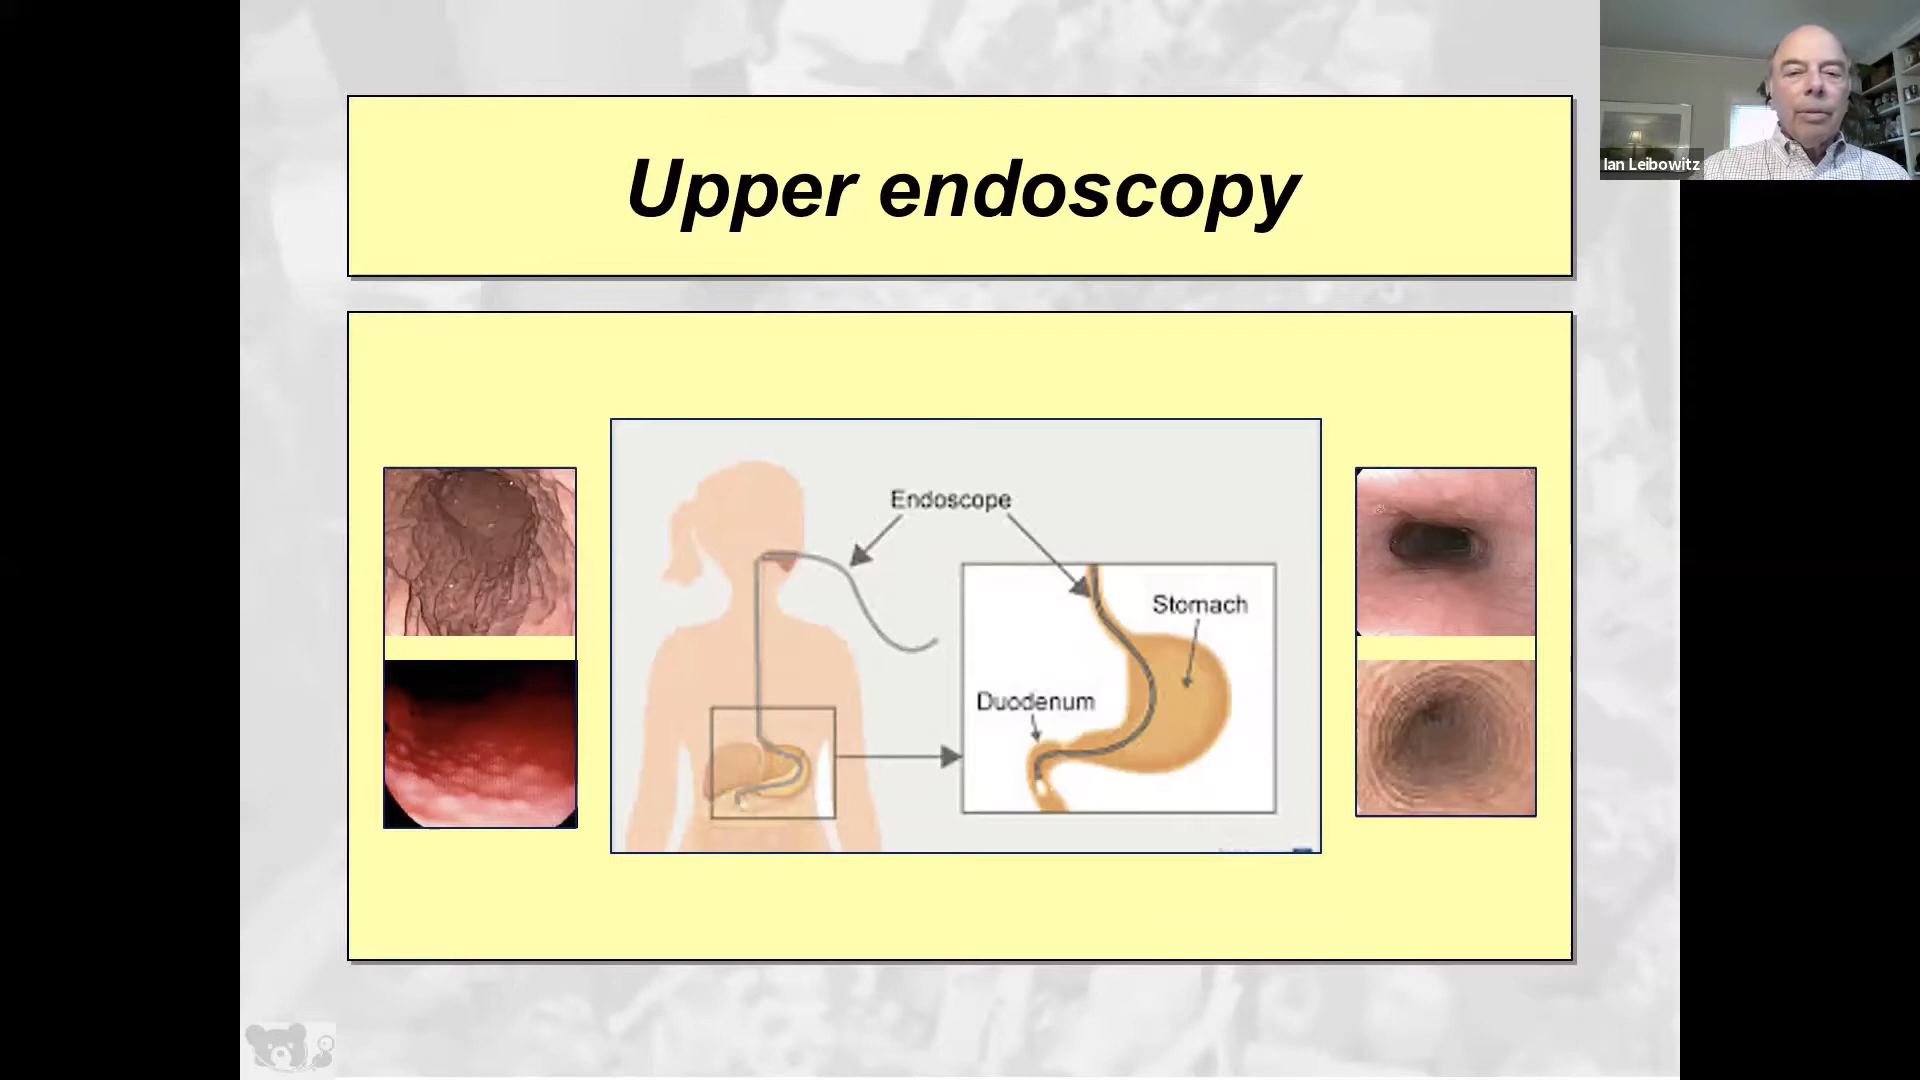 Upper endoscopy
Ian Leibowitz
Endoscope
Stomach
Duodenum